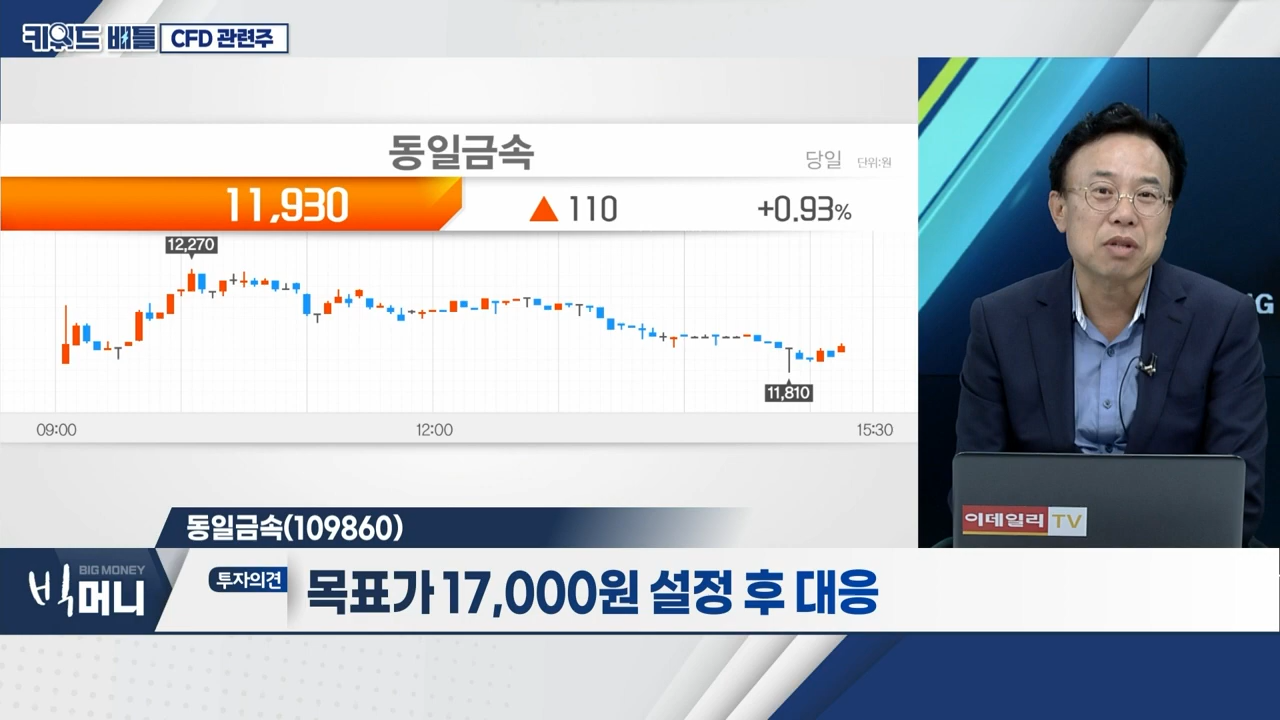 키워드 배틀 CFD 관련주
동일금속
당일 단위:원
11,930 ▲ 110 +0.93%
12,270
11,810
09:00 12:00 15:30
G
이데일리 TV
동일금속(109860)
빅머니 BIG MONEY
투자의견 목표가 17,000원 설정 후 대응